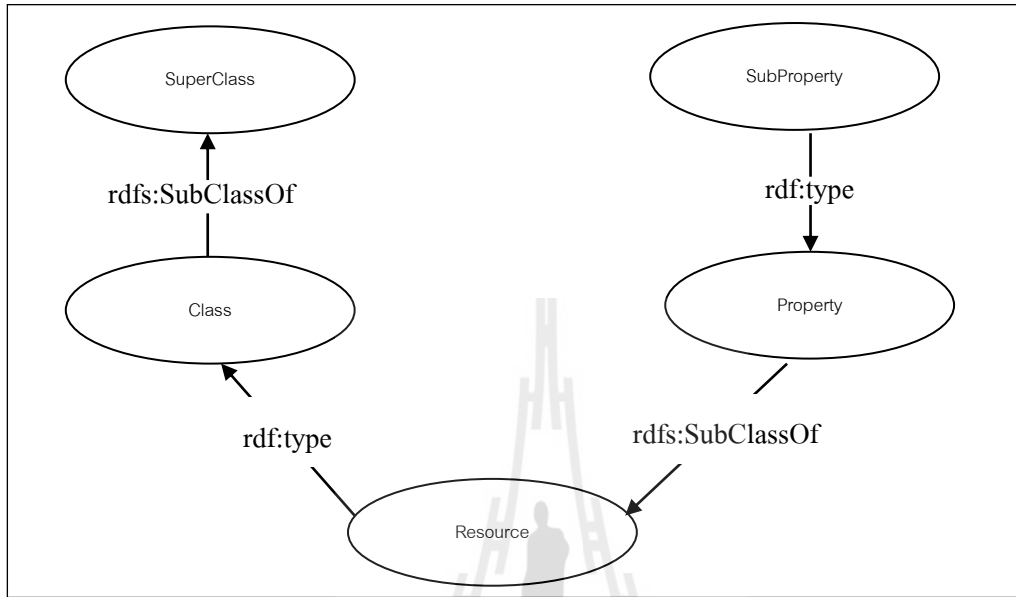 SuperClass
SubProperty
rdfs:SubClassOf
rdf:type
Class
Property
rdf:type
rdfs:SubClassOf
Resource